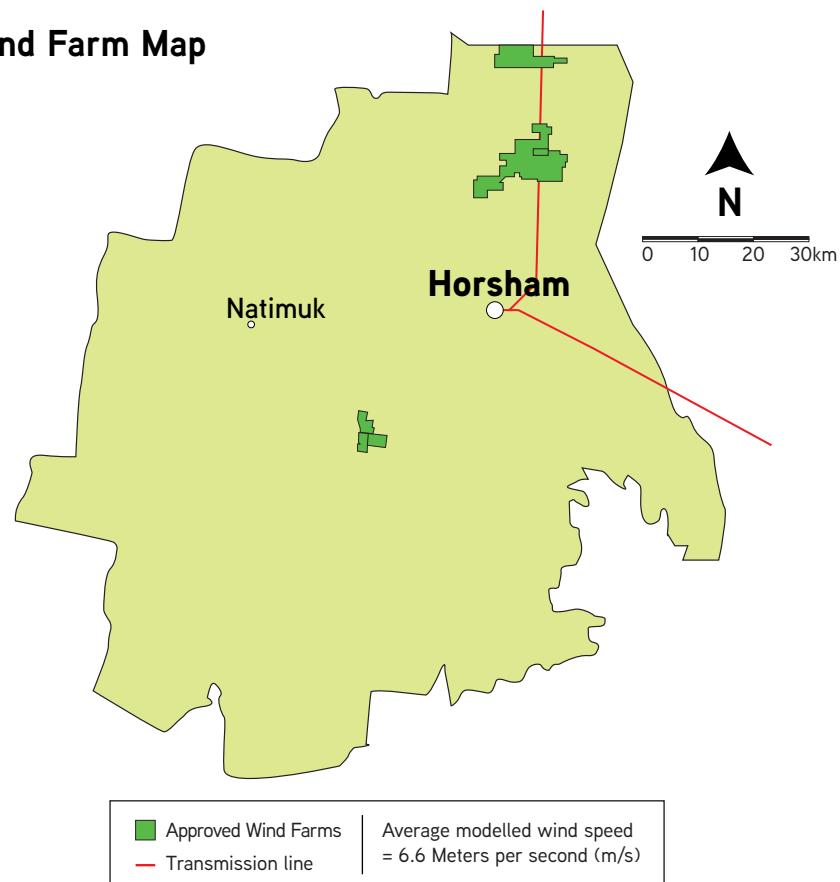 nd Farm Map
N
0 10 20 30km
Horsham
Natimuk
Approved Wind Farms
Transmission line
Average modelled wind speed
= 6.6 Meters per second (m/s)